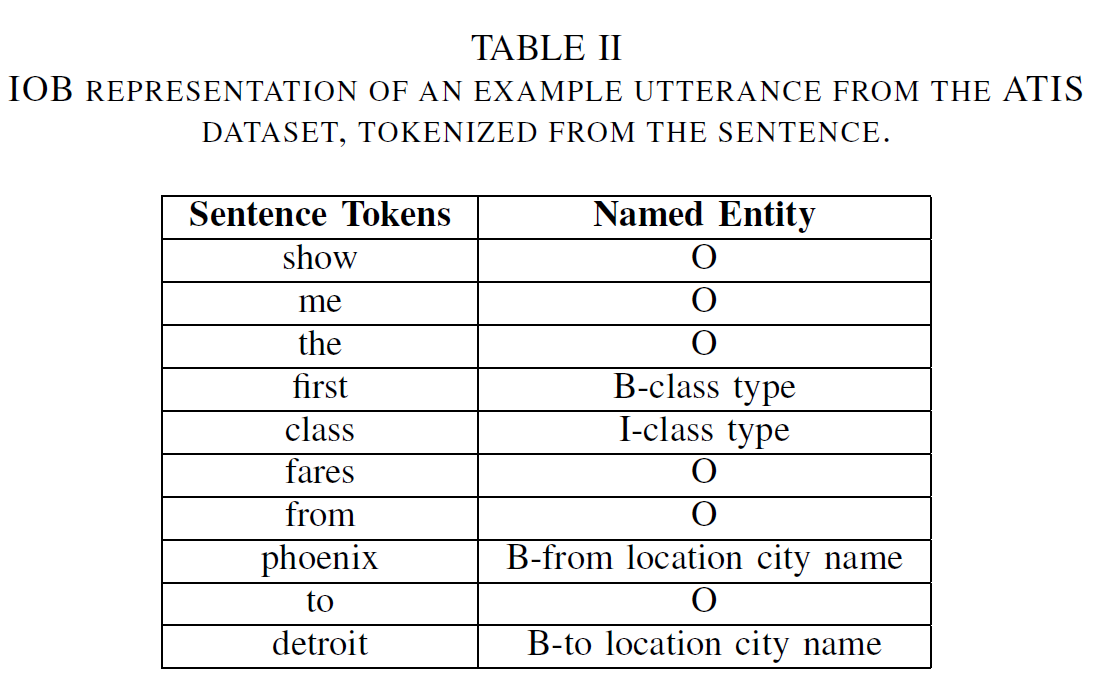 TABLE II
IOB REPRESENTATION OF AN EXAMPLE UTTERANCE FROM THE ATIS
DATASET, TOKENIZED FROM THE SENTENCE.
Sentence Tokens Named Entity
show O
me O
the O
first B-class type
class I-class type
fares O
from O
phoenix B-from location city name
to O
detroit B-to location city name